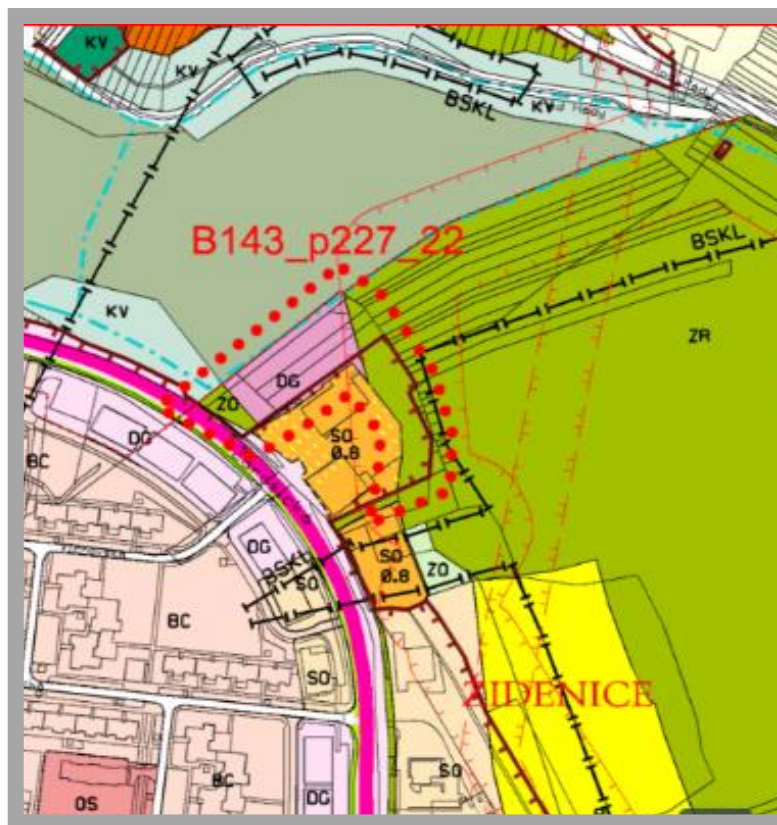 KV
KV
BSKL
KV
B143_p227_22
BSKL
KV
ZR
DG
ZO
SO
0.8
DG
BC
DG
BSKL
SO
SO
0.8
ZO
BC
SO
ZIDENICE
BC
SO
OS
DG